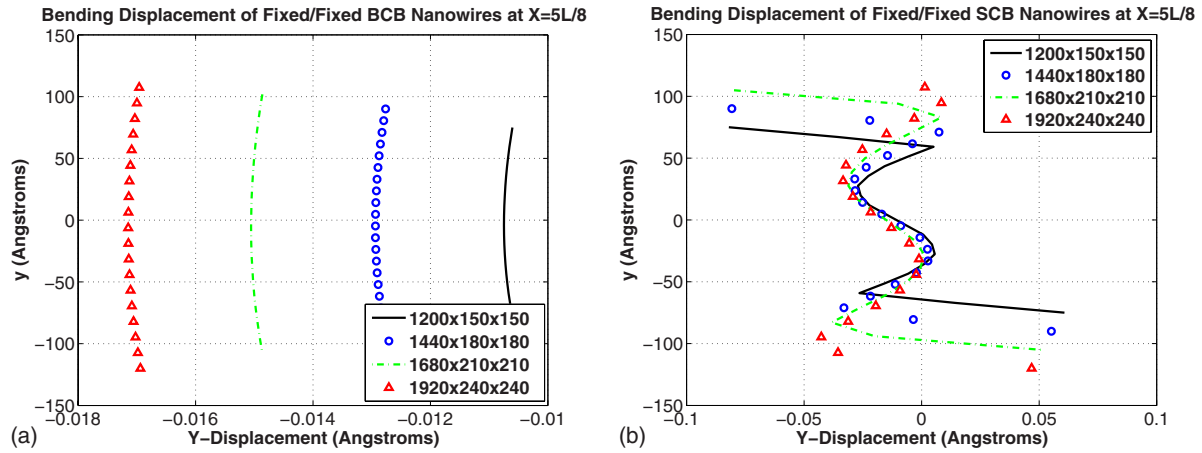 Bending Displacement of Fixed/Fixed BCB Nanowires at X=5L/8
150
100
50
0
−50
−100
−150
y (Angstroms)
1200x150x150
1440x180x180
1680x210x210
1920x240x240
−0.018
−0.016
−0.014
−0.012
−0.01
Y−Displacement (Angstroms)
(a)
Bending Displacement of Fixed/Fixed SCB Nanowires at X=5L/8
150
100
50
0
−50
−100
−150
y (Angstroms)
1200x150x150
1440x180x180
1680x210x210
1920x240x240
−0.1
−0.05
0
0.05
0.1
Y−Displacement (Angstroms)
(b)